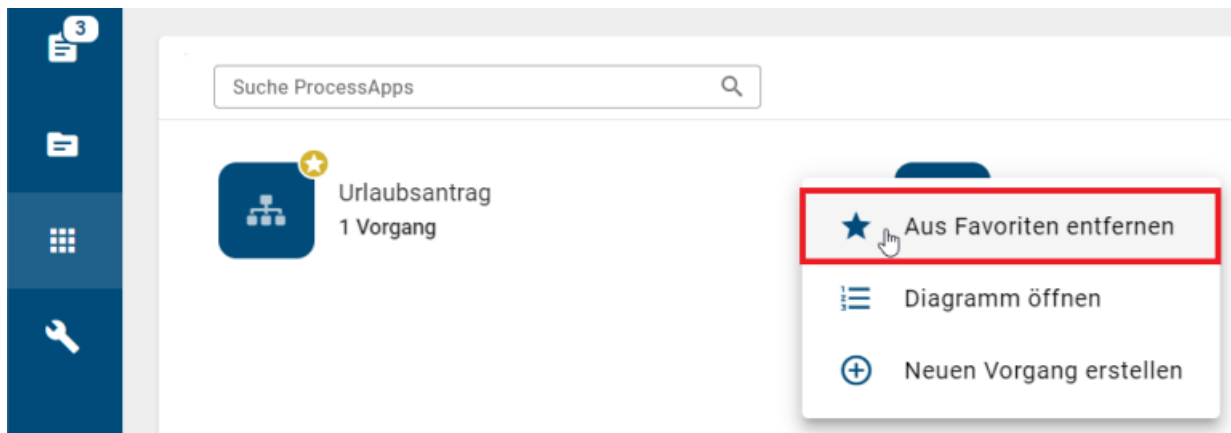 3
Suche ProcessApps
Urlaubsantrag
1 Vorgang
Aus Favoriten entfernen
Diagramm öffnen
Neuen Vorgang erstellen